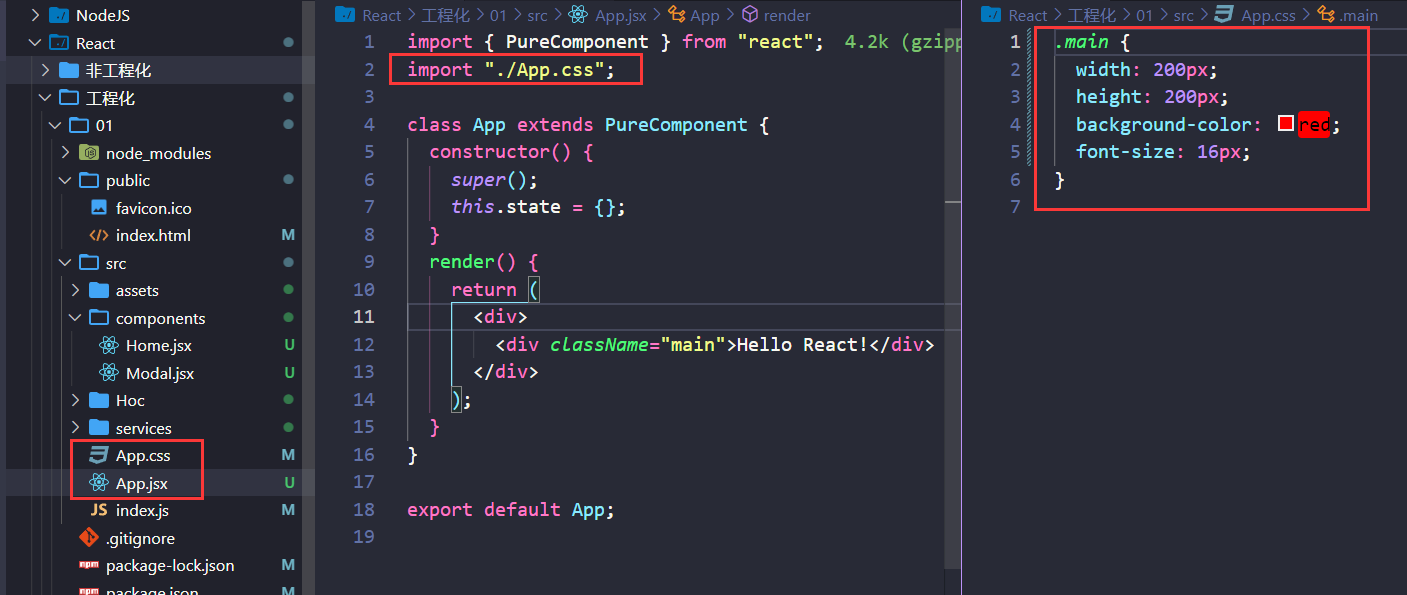 NodeJS
React
非工程化
工程化
01
node_modules
public
favicon.ico
index.html M
src
assets
components
Home.jsx U
Modal.jsx U
Hoc
services
App.css M
App.jsx U
JS index.js M
.gitignore
npm package-lock.json M
npm package.json M
React > 工程化 > 01 > src > App.jsx > App > render
1 import { PureComponent } from "react"; 4.2k (gzipp
2 import "./App.css";
3
4 class App extends PureComponent {
5 constructor() {
6 super();
7 this.state = {};
8 }
9 render() {
10 return (
11 <div>
12 <div className="main">Hello React!</div>
13 </div>
14 );
15 }
16 }
17
18 export default App;
19
React > 工程化 > 01 > src > App.css > .main
1 .main {
2 width: 200px;
3 height: 200px;
4 background-color: red;
5 font-size: 16px;
6 }
7